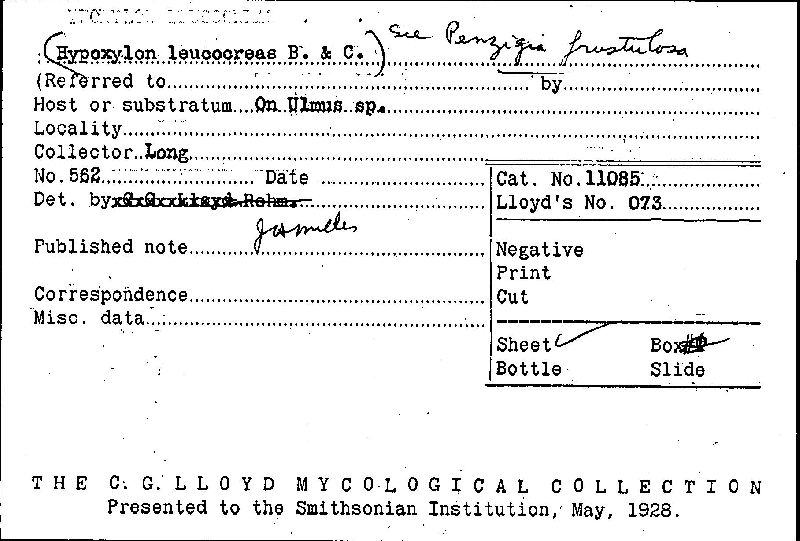 (Hypoxylon leucocreas B. & C.) see Penzigia frustulosa
(Referred to.......... by..........
Host or substratum...On Ulmus sp.
Locality..........
Collector..Long
No.562.......... Date ..........
Det. by Rehm.
J H Miller
Published note..........
Correspondence..........
Misc. data..........
Cat. No.11085
Lloyd's No. 073
Negative
Print
Cut
Sheet ✓ Box
Bottle Slide
THE C. G. LLOYD MYCOLOGICAL COLLECTION
Presented to the Smithsonian Institution, May, 1928.